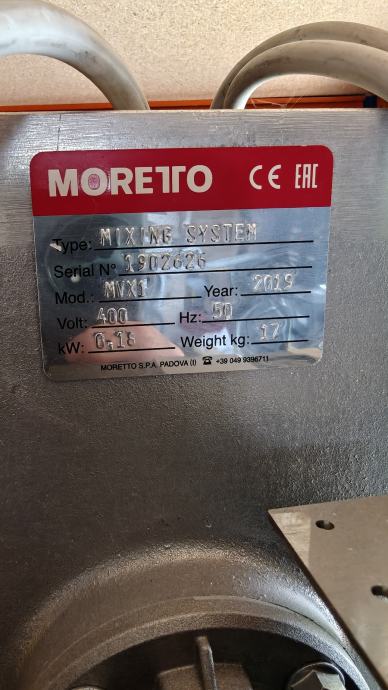 MORETTO CE EAC
Type: MIXING SYSTEM
Serial N° 1902626
Mod.: MVX1 Year: 2019
Volt: 400 Hz: 50
kW: 0,18 Weight kg: 17
MORETTO S.P.A. PADOVA (I) ☎ +39 049 9396711